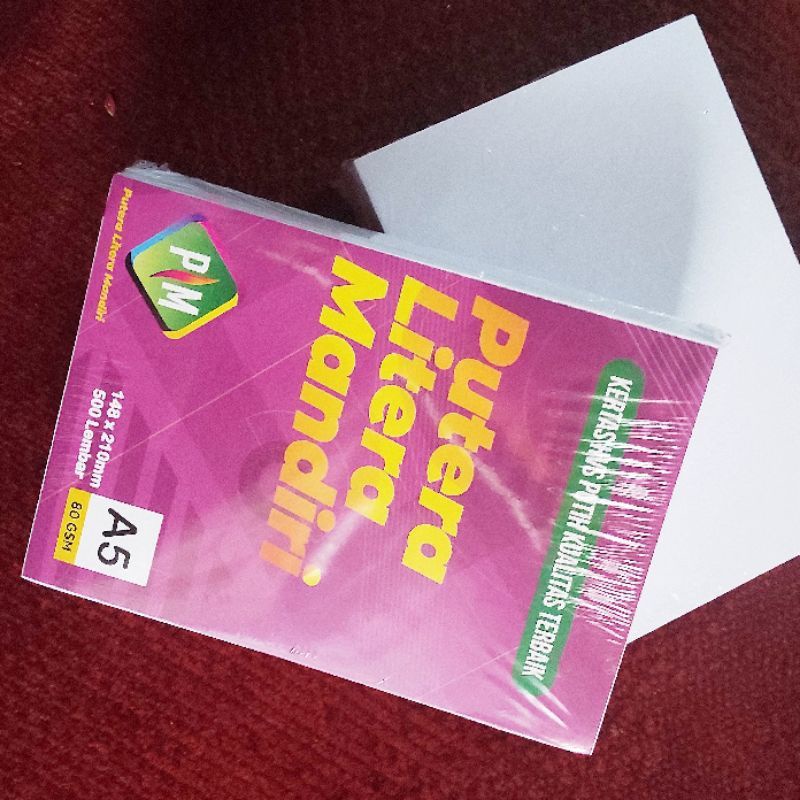 KERTAS HVS PUTIH KUALITAS TERBAIK
Putera
Litera
Mandiri
PLM
Putera Litera Mandiri
148 x 210mm
500 Lembar
A5
80 GSM